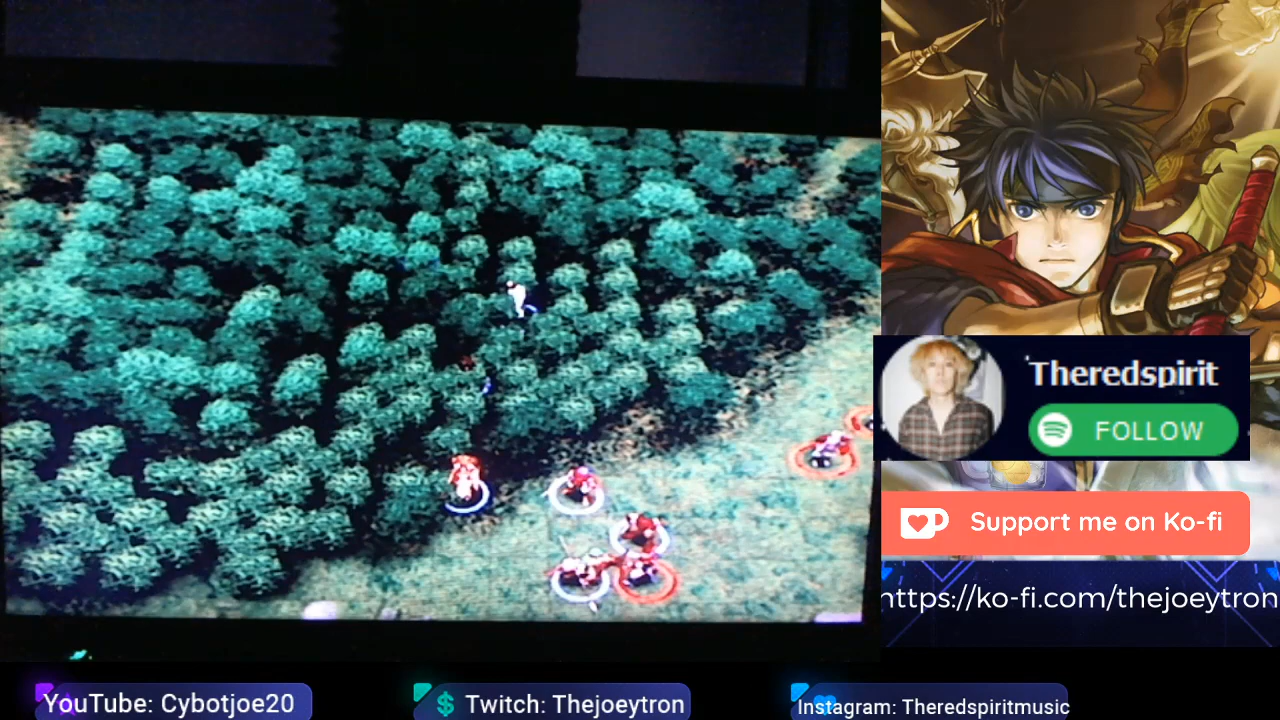 Theredspirit
FOLLOW
Support me on Ko-fi
https://ko-fi.com/thejoeytron
YouTube: Cybotjoe20
Twitch: Thejoeytron
Instagram: Theredspiritmusic